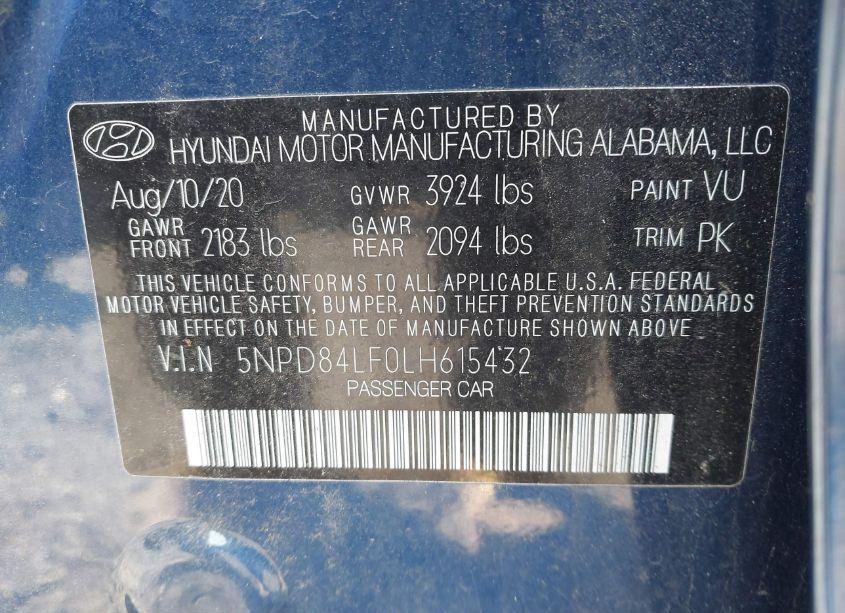 MANUFACTURED BY
HYUNDAI MOTOR MANUFACTURING ALABAMA, LLC
Aug/10/20 GVWR 3924 lbs PAINT VU
GAWR FRONT 2183 lbs GAWR REAR 2094 lbs TRIM PK
THIS VEHICLE CONFORMS TO ALL APPLICABLE U.S.A. FEDERAL
MOTOR VEHICLE SAFETY, BUMPER, AND THEFT PREVENTION STANDARDS
IN EFFECT ON THE DATE OF MANUFACTURE SHOWN ABOVE
V.I.N 5NPD84LF0LH615432
PASSENGER CAR